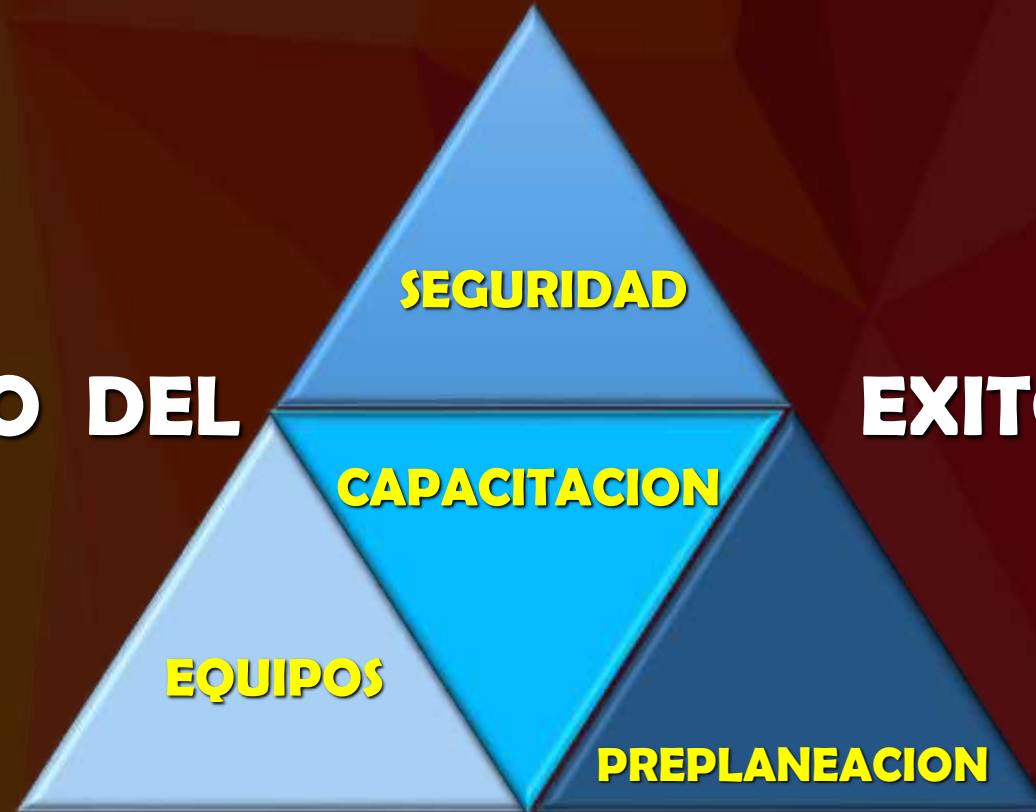 SEGURIDAD
O DEL EXIT
CAPACITACION
EQUIPOS
PREPLANEACION